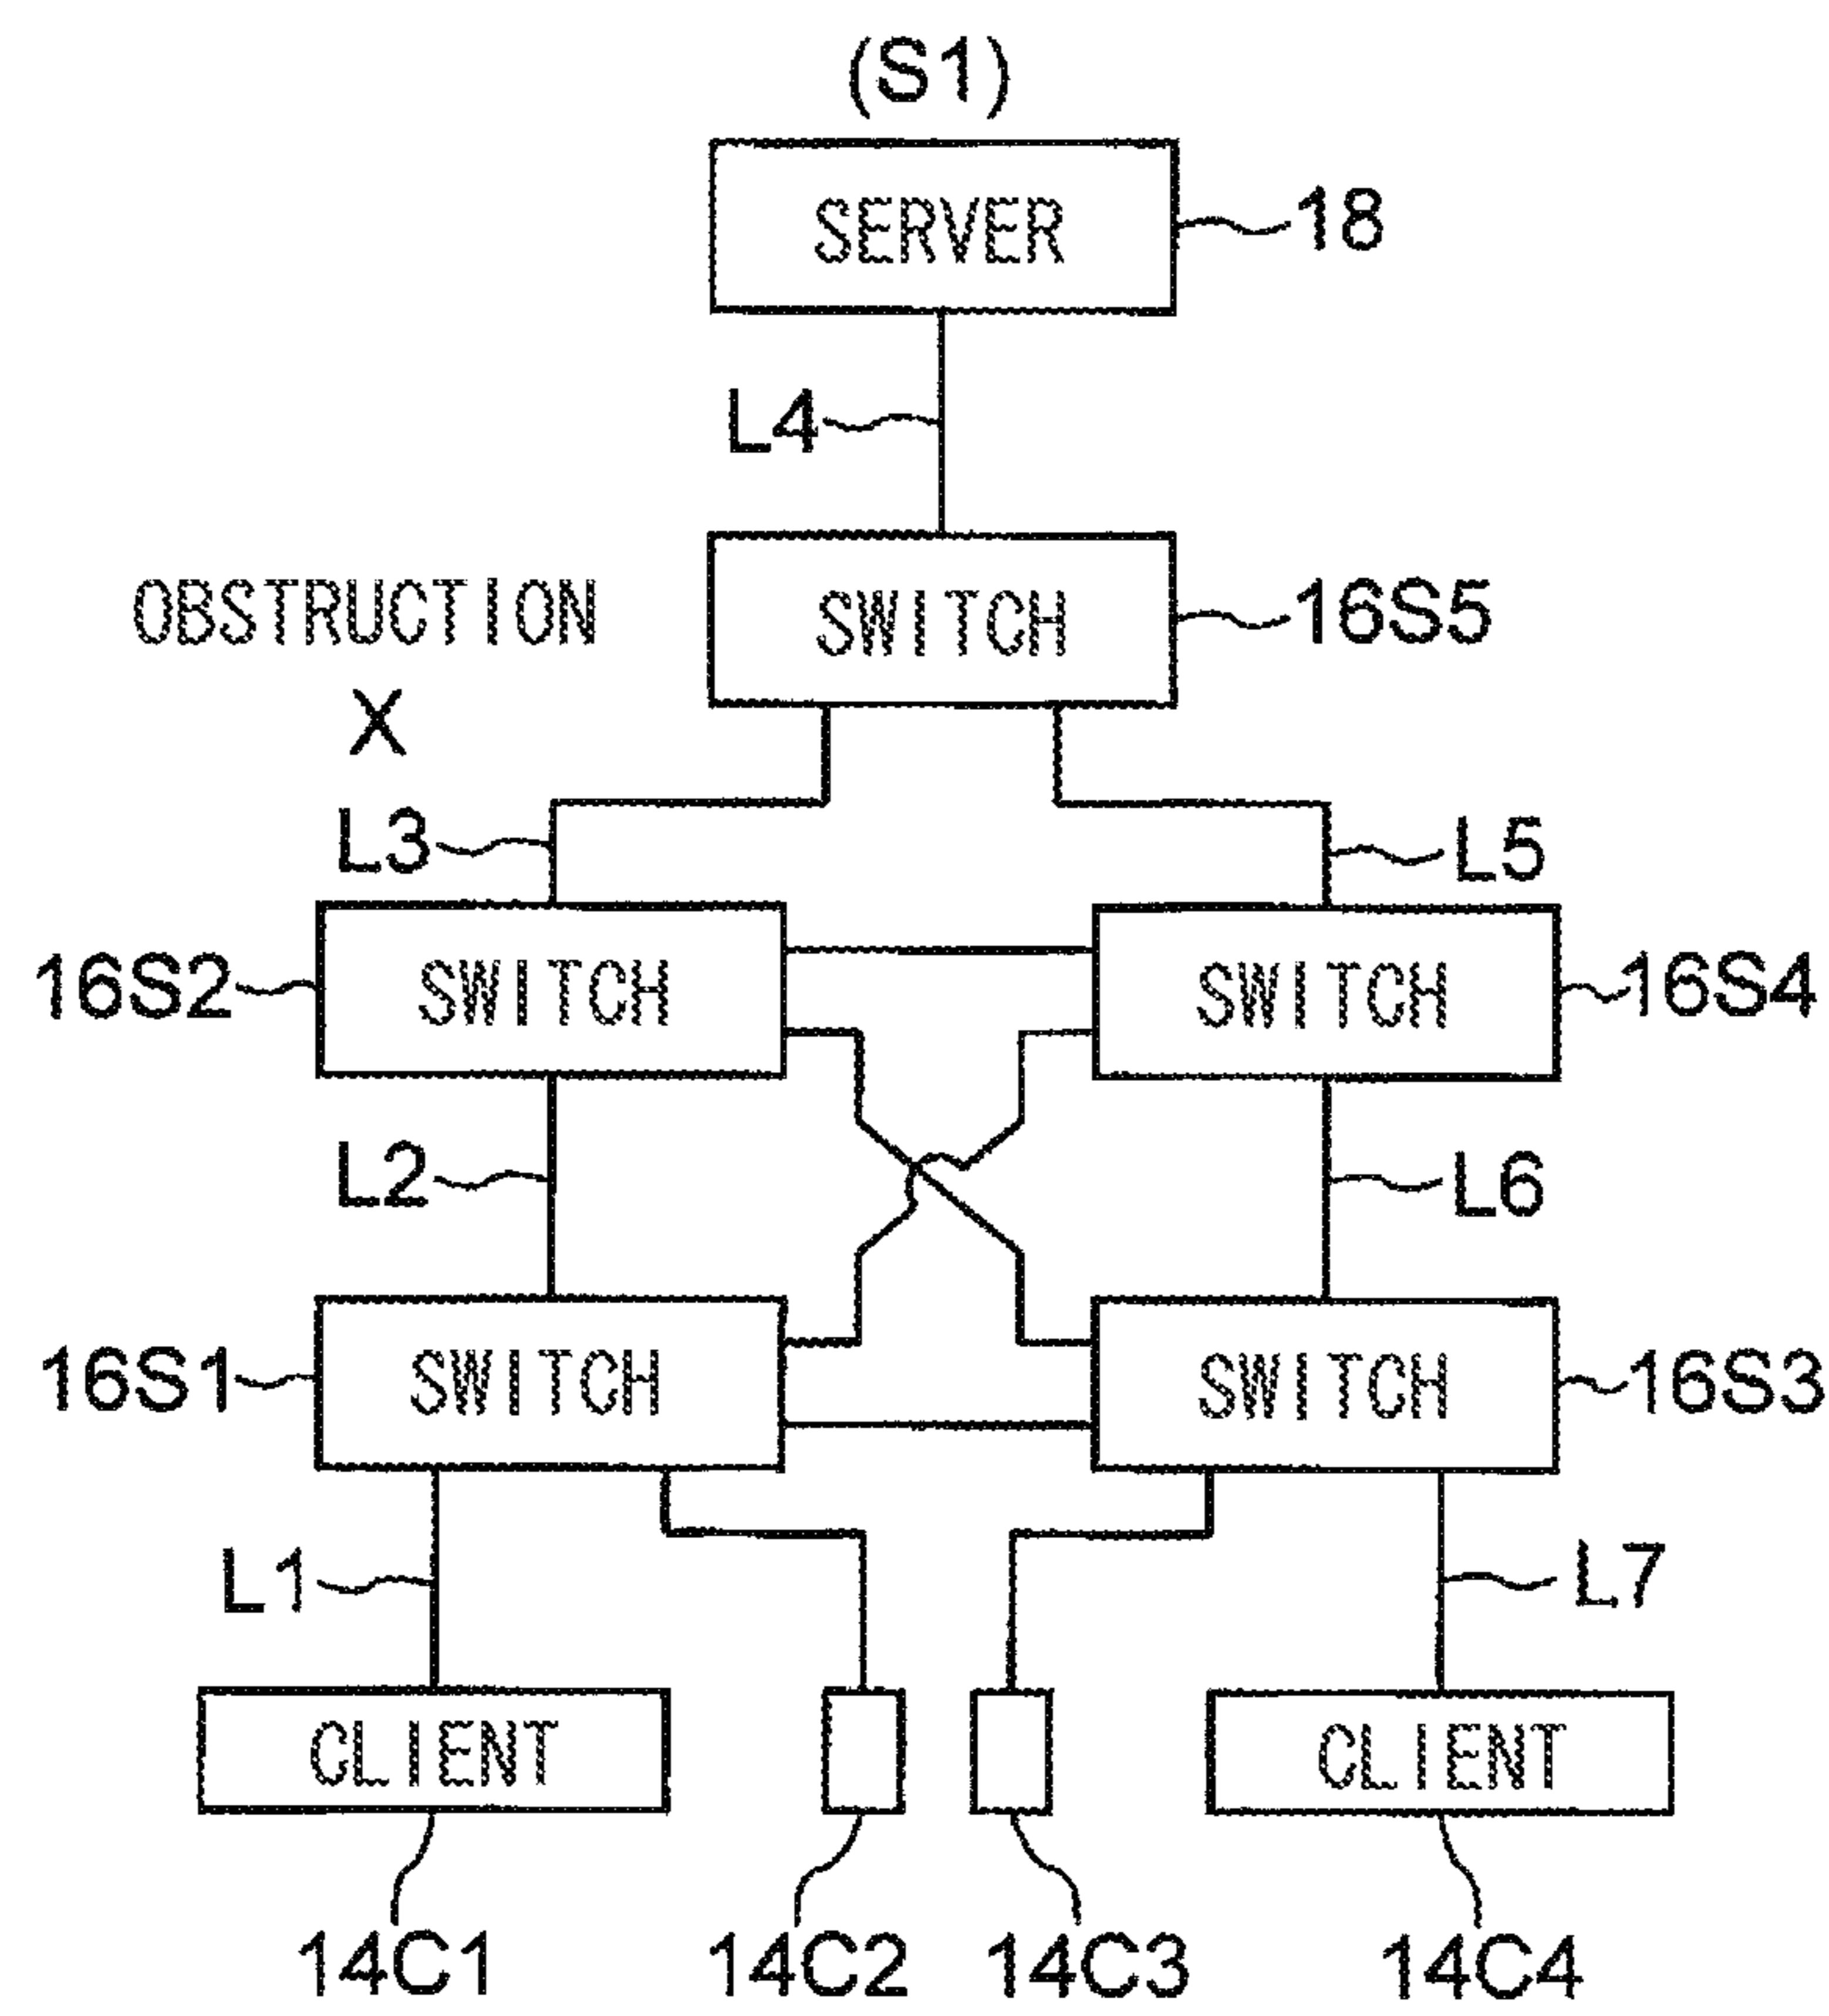 (S1)
SERVER
18
L4
OBSTRUCTION
X
SWITCH
16S5
L3
L5
16S2
SWITCH
SWITCH
16S4
L2
L6
16S1
SWITCH
SWITCH
16S3
L1
L7
CLIENT
CLIENT
14C1
14C2
14C3
14C4